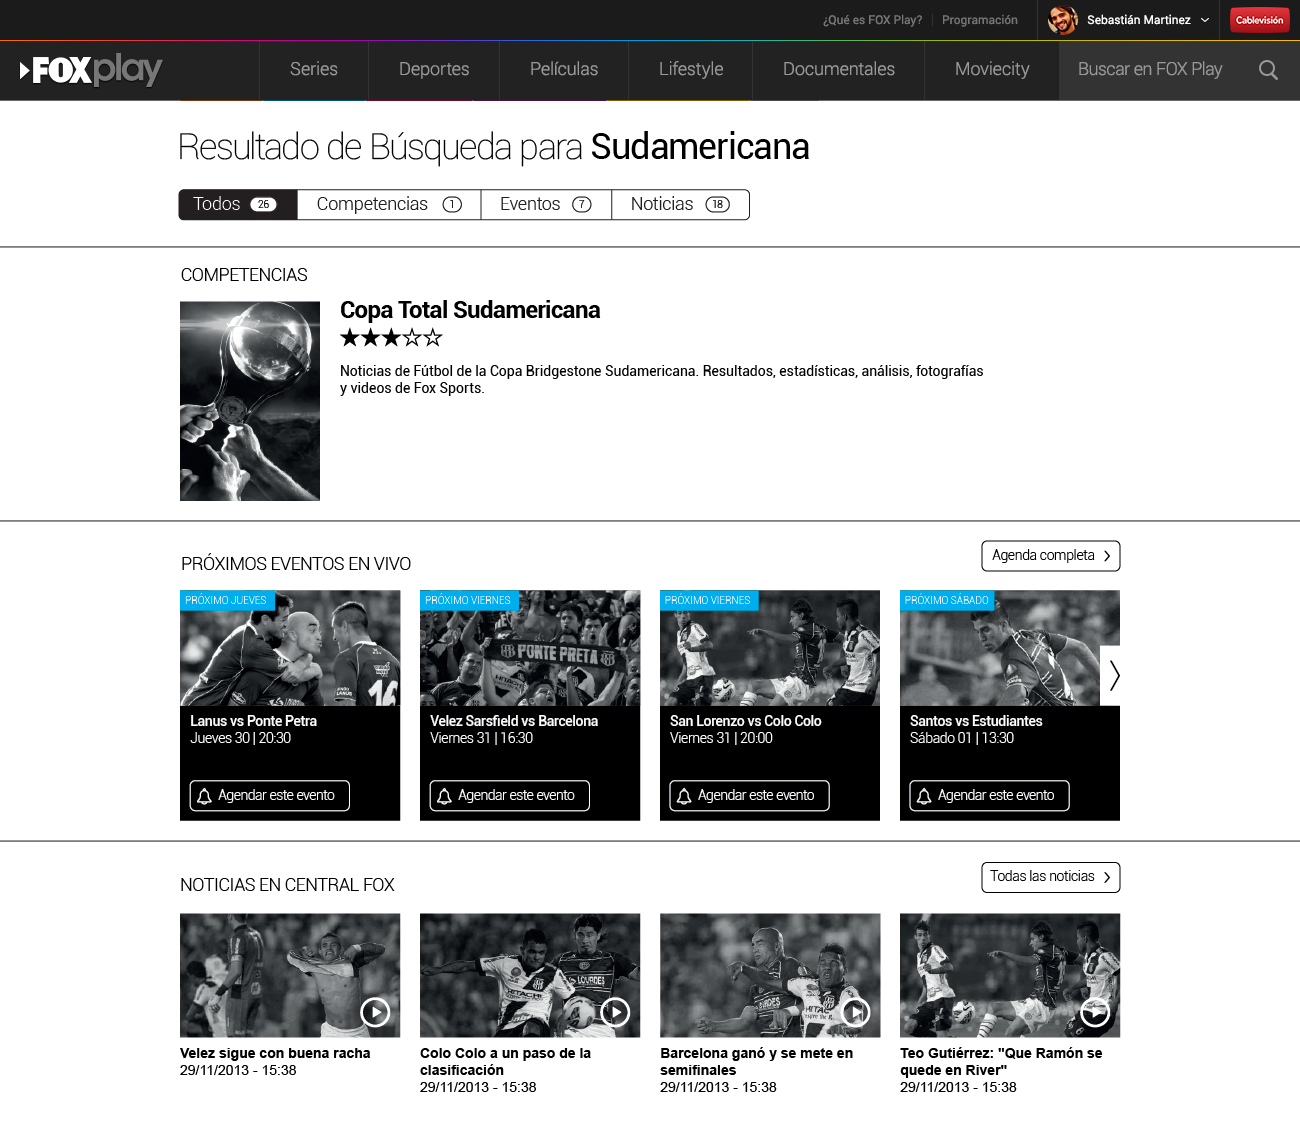 ¿Qué es FOX Play? Programación Sebastián Martinez Cablevisión
FOXplay Series Deportes Películas Lifestyle Documentales Moviecity Buscar en FOX Play
Resultado de Búsqueda para Sudamericana
Todos 26 Competencias 1 Eventos 7 Noticias 18
COMPETENCIAS
Copa Total Sudamericana
Noticias de Fútbol de la Copa Bridgestone Sudamericana. Resultados, estadísticas, análisis, fotografías
y videos de Fox Sports.
PRÓXIMOS EVENTOS EN VIVO
Agenda completa
PRÓXIMO JUEVES
Lanus vs Ponte Petra
Jueves 30 | 20:30
Agendar este evento
PRÓXIMO VIERNES
PONTE PRETA
Velez Sarsfield vs Barcelona
Viernes 31 | 16:30
Agendar este evento
PRÓXIMO VIERNES
San Lorenzo vs Colo Colo
Viernes 31 | 20:00
Agendar este evento
PRÓXIMO SÁBADO
Santos vs Estudiantes
Sábado 01 | 13:30
Agendar este evento
NOTICIAS EN CENTRAL FOX
Todas las noticias
Velez sigue con buena racha
29/11/2013 - 15:38
LOURDES
HITACHI
Colo Colo a un paso de la
clasificación
29/11/2013 - 15:38
Barcelona ganó y se mete en
semifinales
29/11/2013 - 15:38
Teo Gutiérrez: "Que Ramón se
quede en River"
29/11/2013 - 15:38